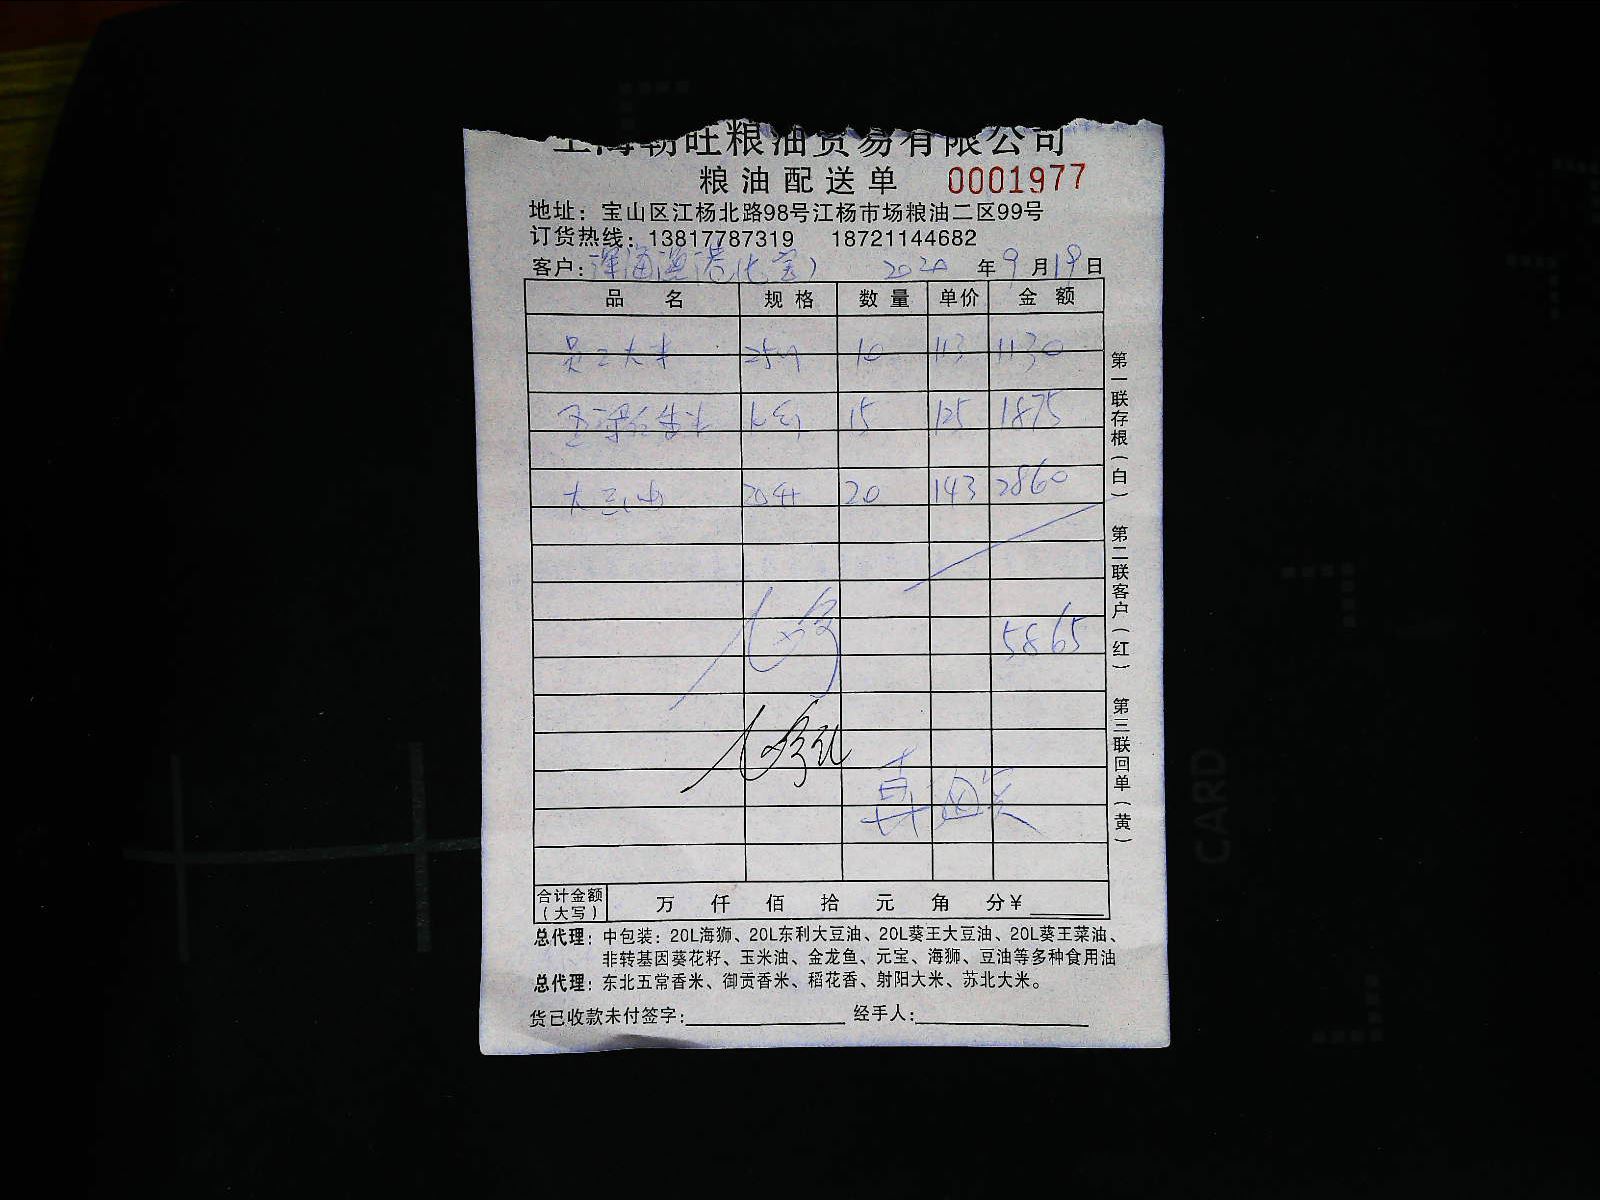 上海朝旺粮油贸易有限公司
粮油配送单 0001977
地址：宝山区江杨北路98号江杨市场粮油二区99号
订货热线：13817787319 18721144682
客户： 2020年9月19日
品名 规格 数量 单价 金额
员工大米 25 10 113 1130
15 125 1875
大豆油 20 143 2860
5865
合计金额（大写） 万 仟 佰 拾 元 角 分¥
总代理：中包装：20L海狮、20L东利大豆油、20L葵王大豆油、20L葵王菜油、
非转基因葵花籽、玉米油、金龙鱼、元宝、海狮、豆油等多种食用油
总代理：东北五常香米、御贡香米、稻花香、射阳大米、苏北大米。
货已收款未付签字： 经手人：
第一联存根（白）
第二联客户（红）
第三联回单（黄）
CARD